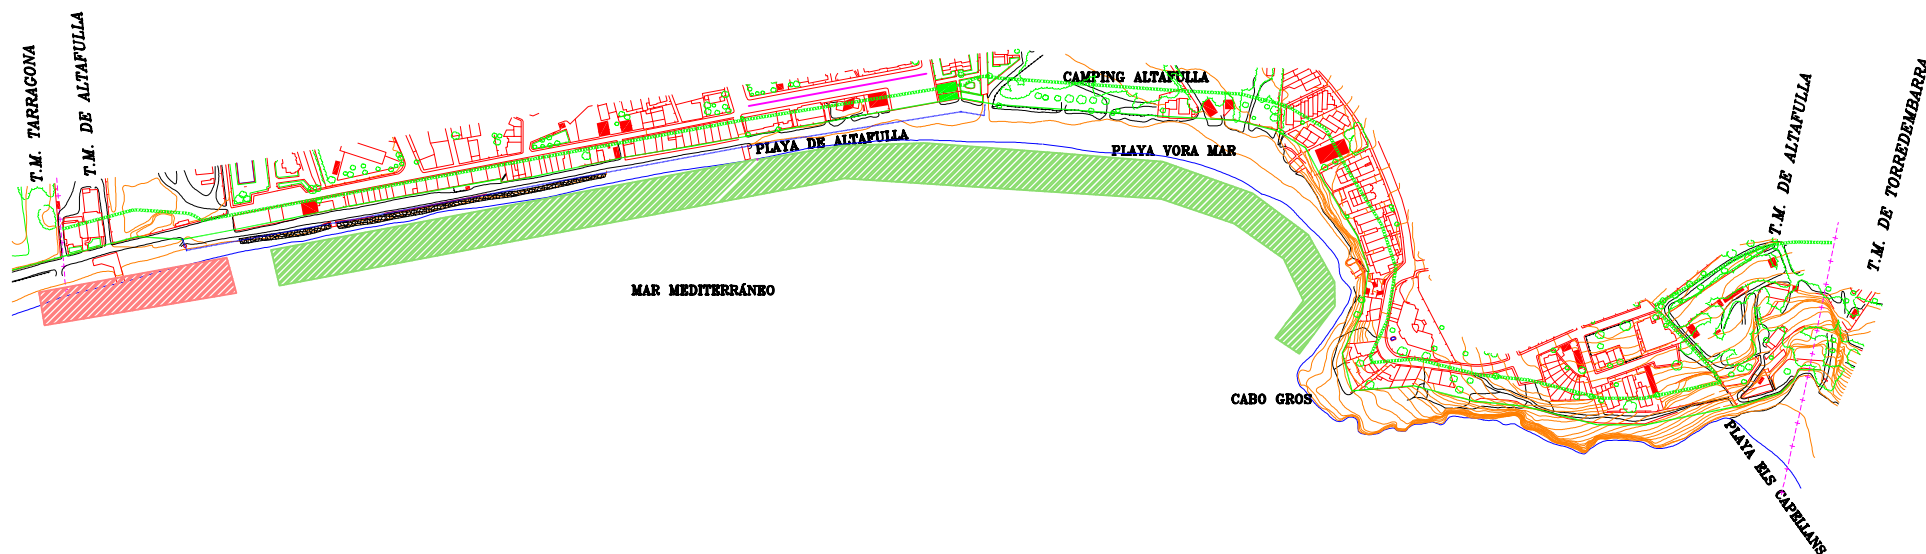 T.M. TARRAGONA
T.M. DE ALTAFULLA
CAMPING ALTAFULLA
PLAYA DE ALTAFULLA
PLAYA VORA MAR
MAR MEDITERRÁNEO
CABO GROS
T.M. DE ALTAFULLA
T.M. DE TORREDEMBARRA
PLAYA ELS CAPELLANS